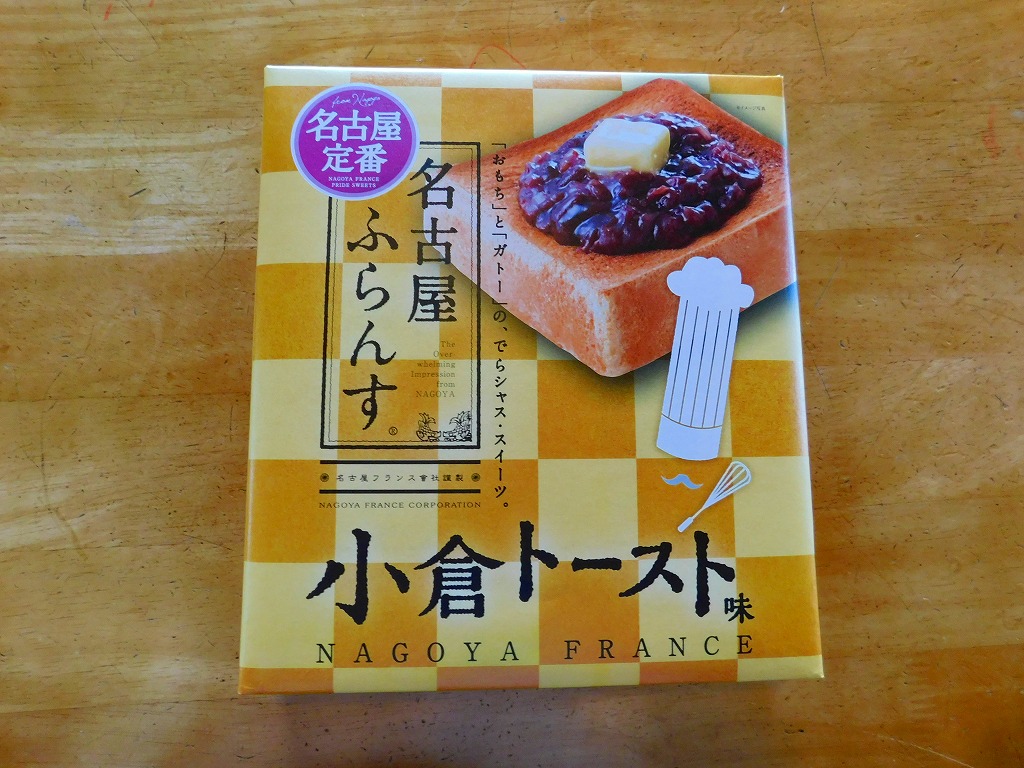 from Nagoya
名古屋
定番
NAGOYA FRANCE
PRIDE SWEETS
名古屋
ふらんす
®
The
Over
whelming
Impression
from
NAGOYA
「おもち」と「ガトー」の、でらシャス・スイーツ。
名古屋フランス會社謹製
NAGOYA FRANCE CORPORATION
小倉トースト味
NAGOYA FRANCE